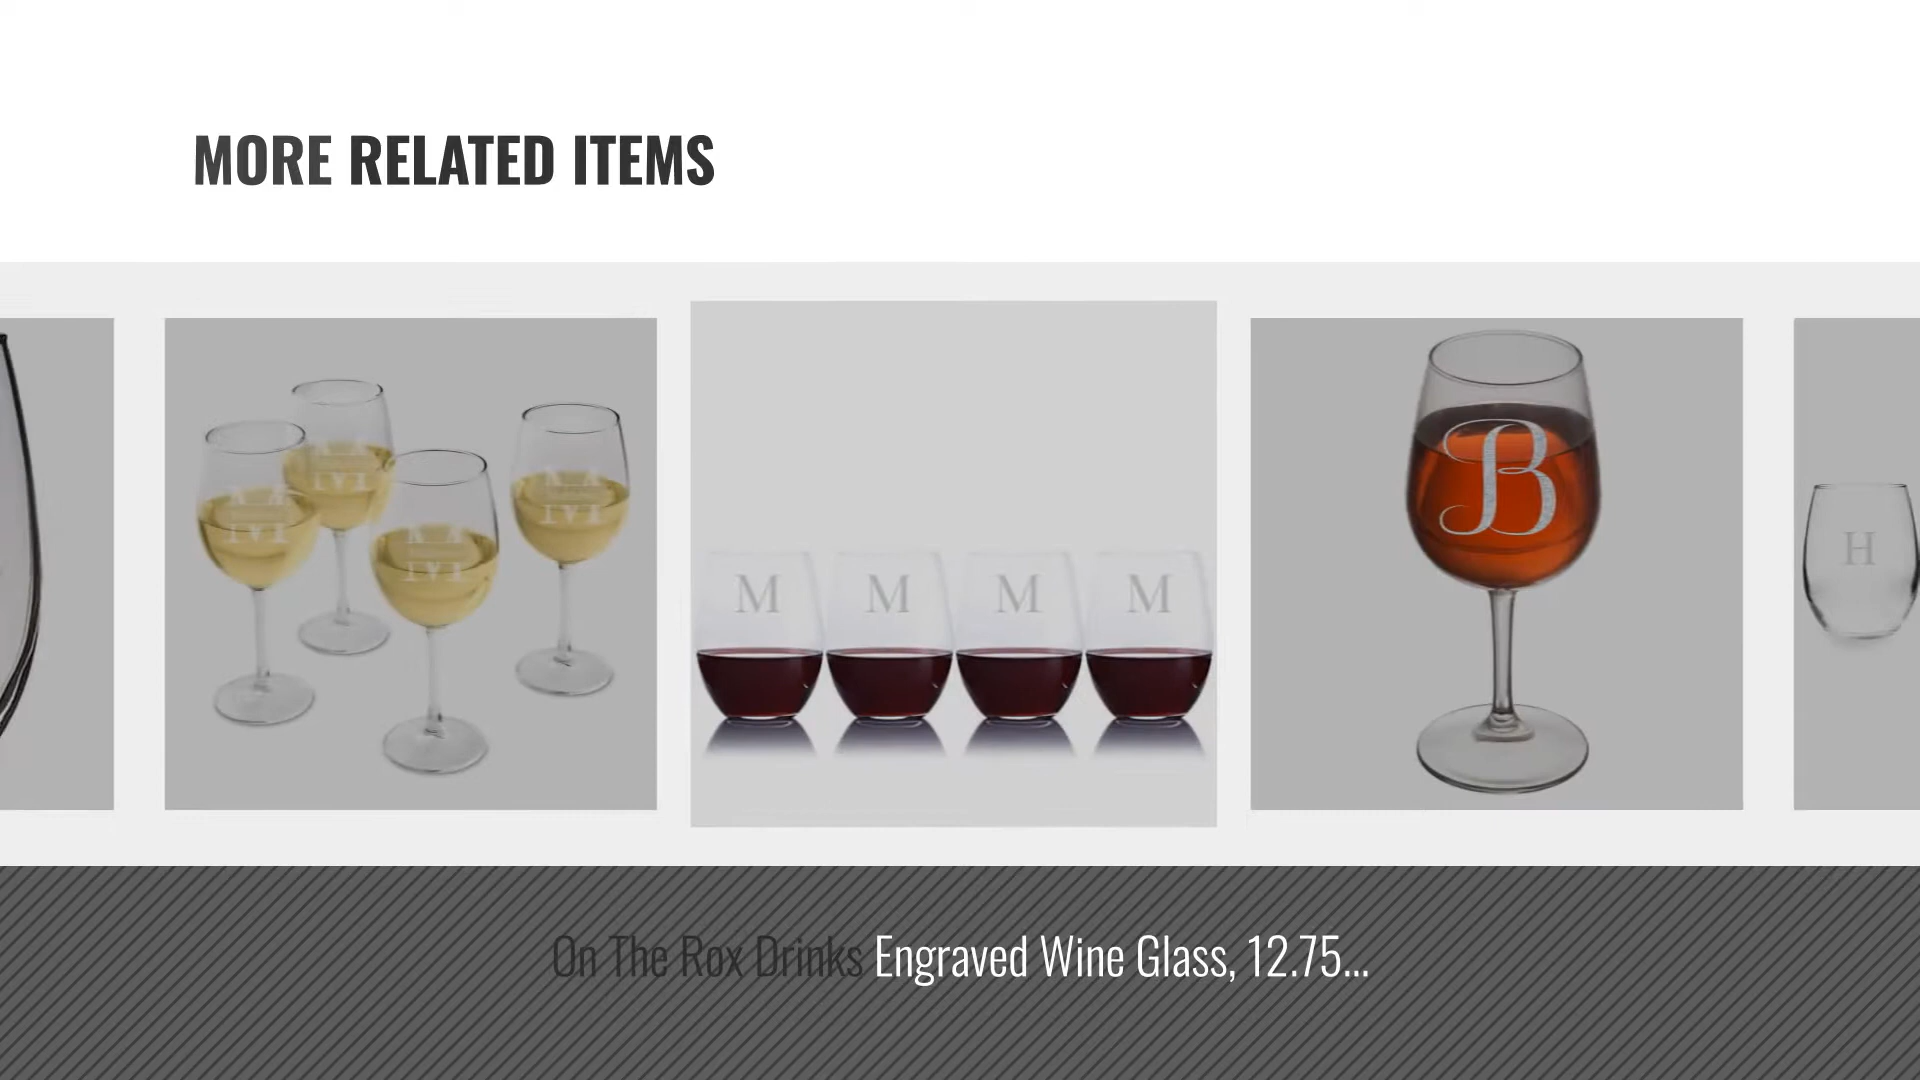 MORE RELATED ITEMS
M
M
M
M
B
H
On The Rox Drinks Engraved Wine Glass, 12.75...